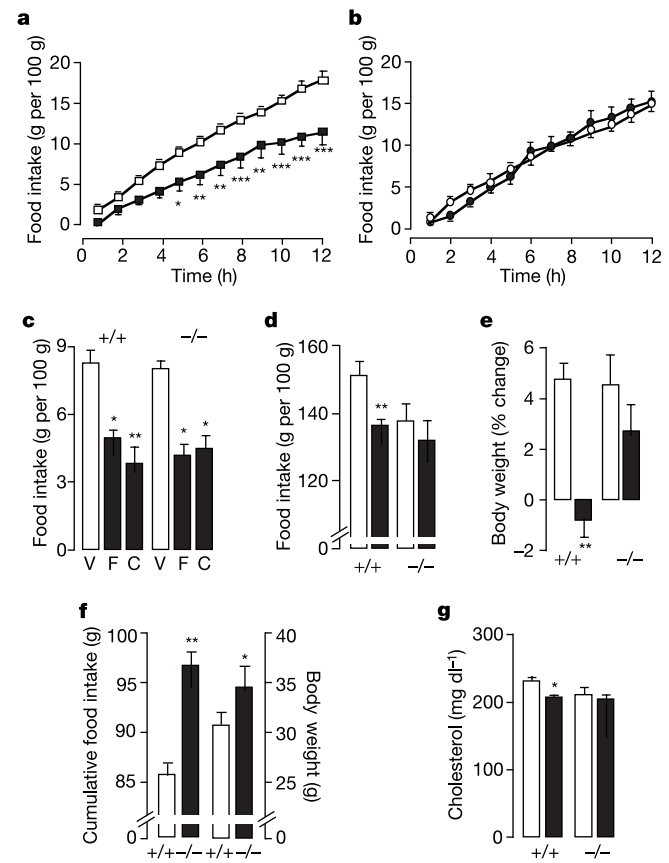 a
Food intake (g per 100 g)
20
15
10
5
0
* ** ** *** ** *** *** ***
0 2 4 6 8 10 12
Time (h)
b
Food intake (g per 100 g)
20
15
10
5
0
0 2 4 6 8 10 12
Time (h)
c
+/+ −/−
Food intake (g per 100 g)
9
6
3
0
* ** * *
V F C V F C
d
Food intake (g per 100 g)
160
140
120
0
**
+/+ −/−
e
Body weight (% change)
6
4
2
0
−2
**
+/+ −/−
f
Cumulative food intake (g)
100
95
90
85
0
** *
40
35
30
25
0
Body weight (g)
+/+ −/− +/+ −/−
g
Cholesterol (mg dl⁻¹)
300
200
100
0
*
+/+ −/−